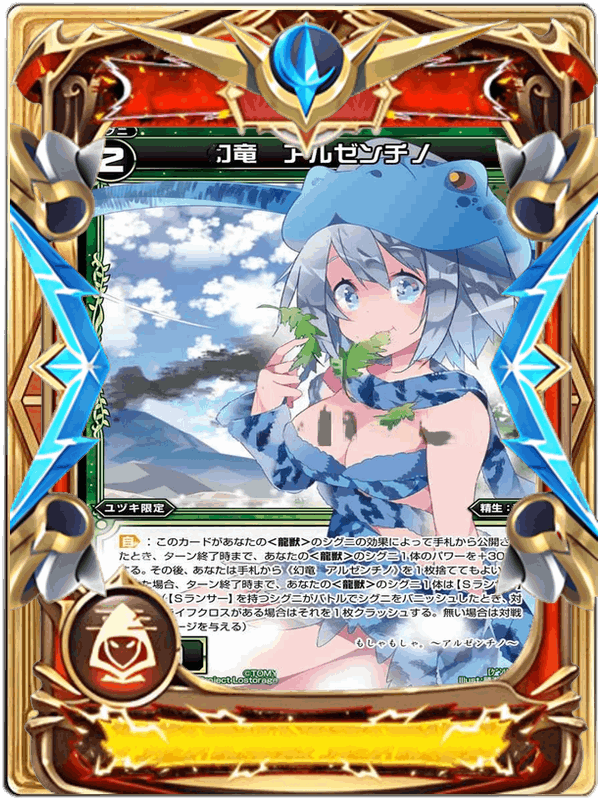 2
幻竜 アルゼンチノ
ユヅキ限定
精生:
自:このカードがあなたの<龍獣>のシグニの効果によって手札から公開さ
たとき、ターン終了時まで、あなたの<龍獣>のシグニ1体のパワーを+30
する。その後、あなたは手札から《幻竜 アルゼンチノ》を1枚捨ててもよい
た場合、ターン終了時まで、あなたの<龍獣>のシグニ1体は【Sラン
【Sランサー】を持つシグニがバトルでシグニをバニッシュしたとき、対
イフクロスがある場合はそれを1枚クラッシュする。無い場合は対戦
ージを与える)
もしゃもしゃ。~アルゼンチノ~
©TOMY
roject Lostorage
Illust